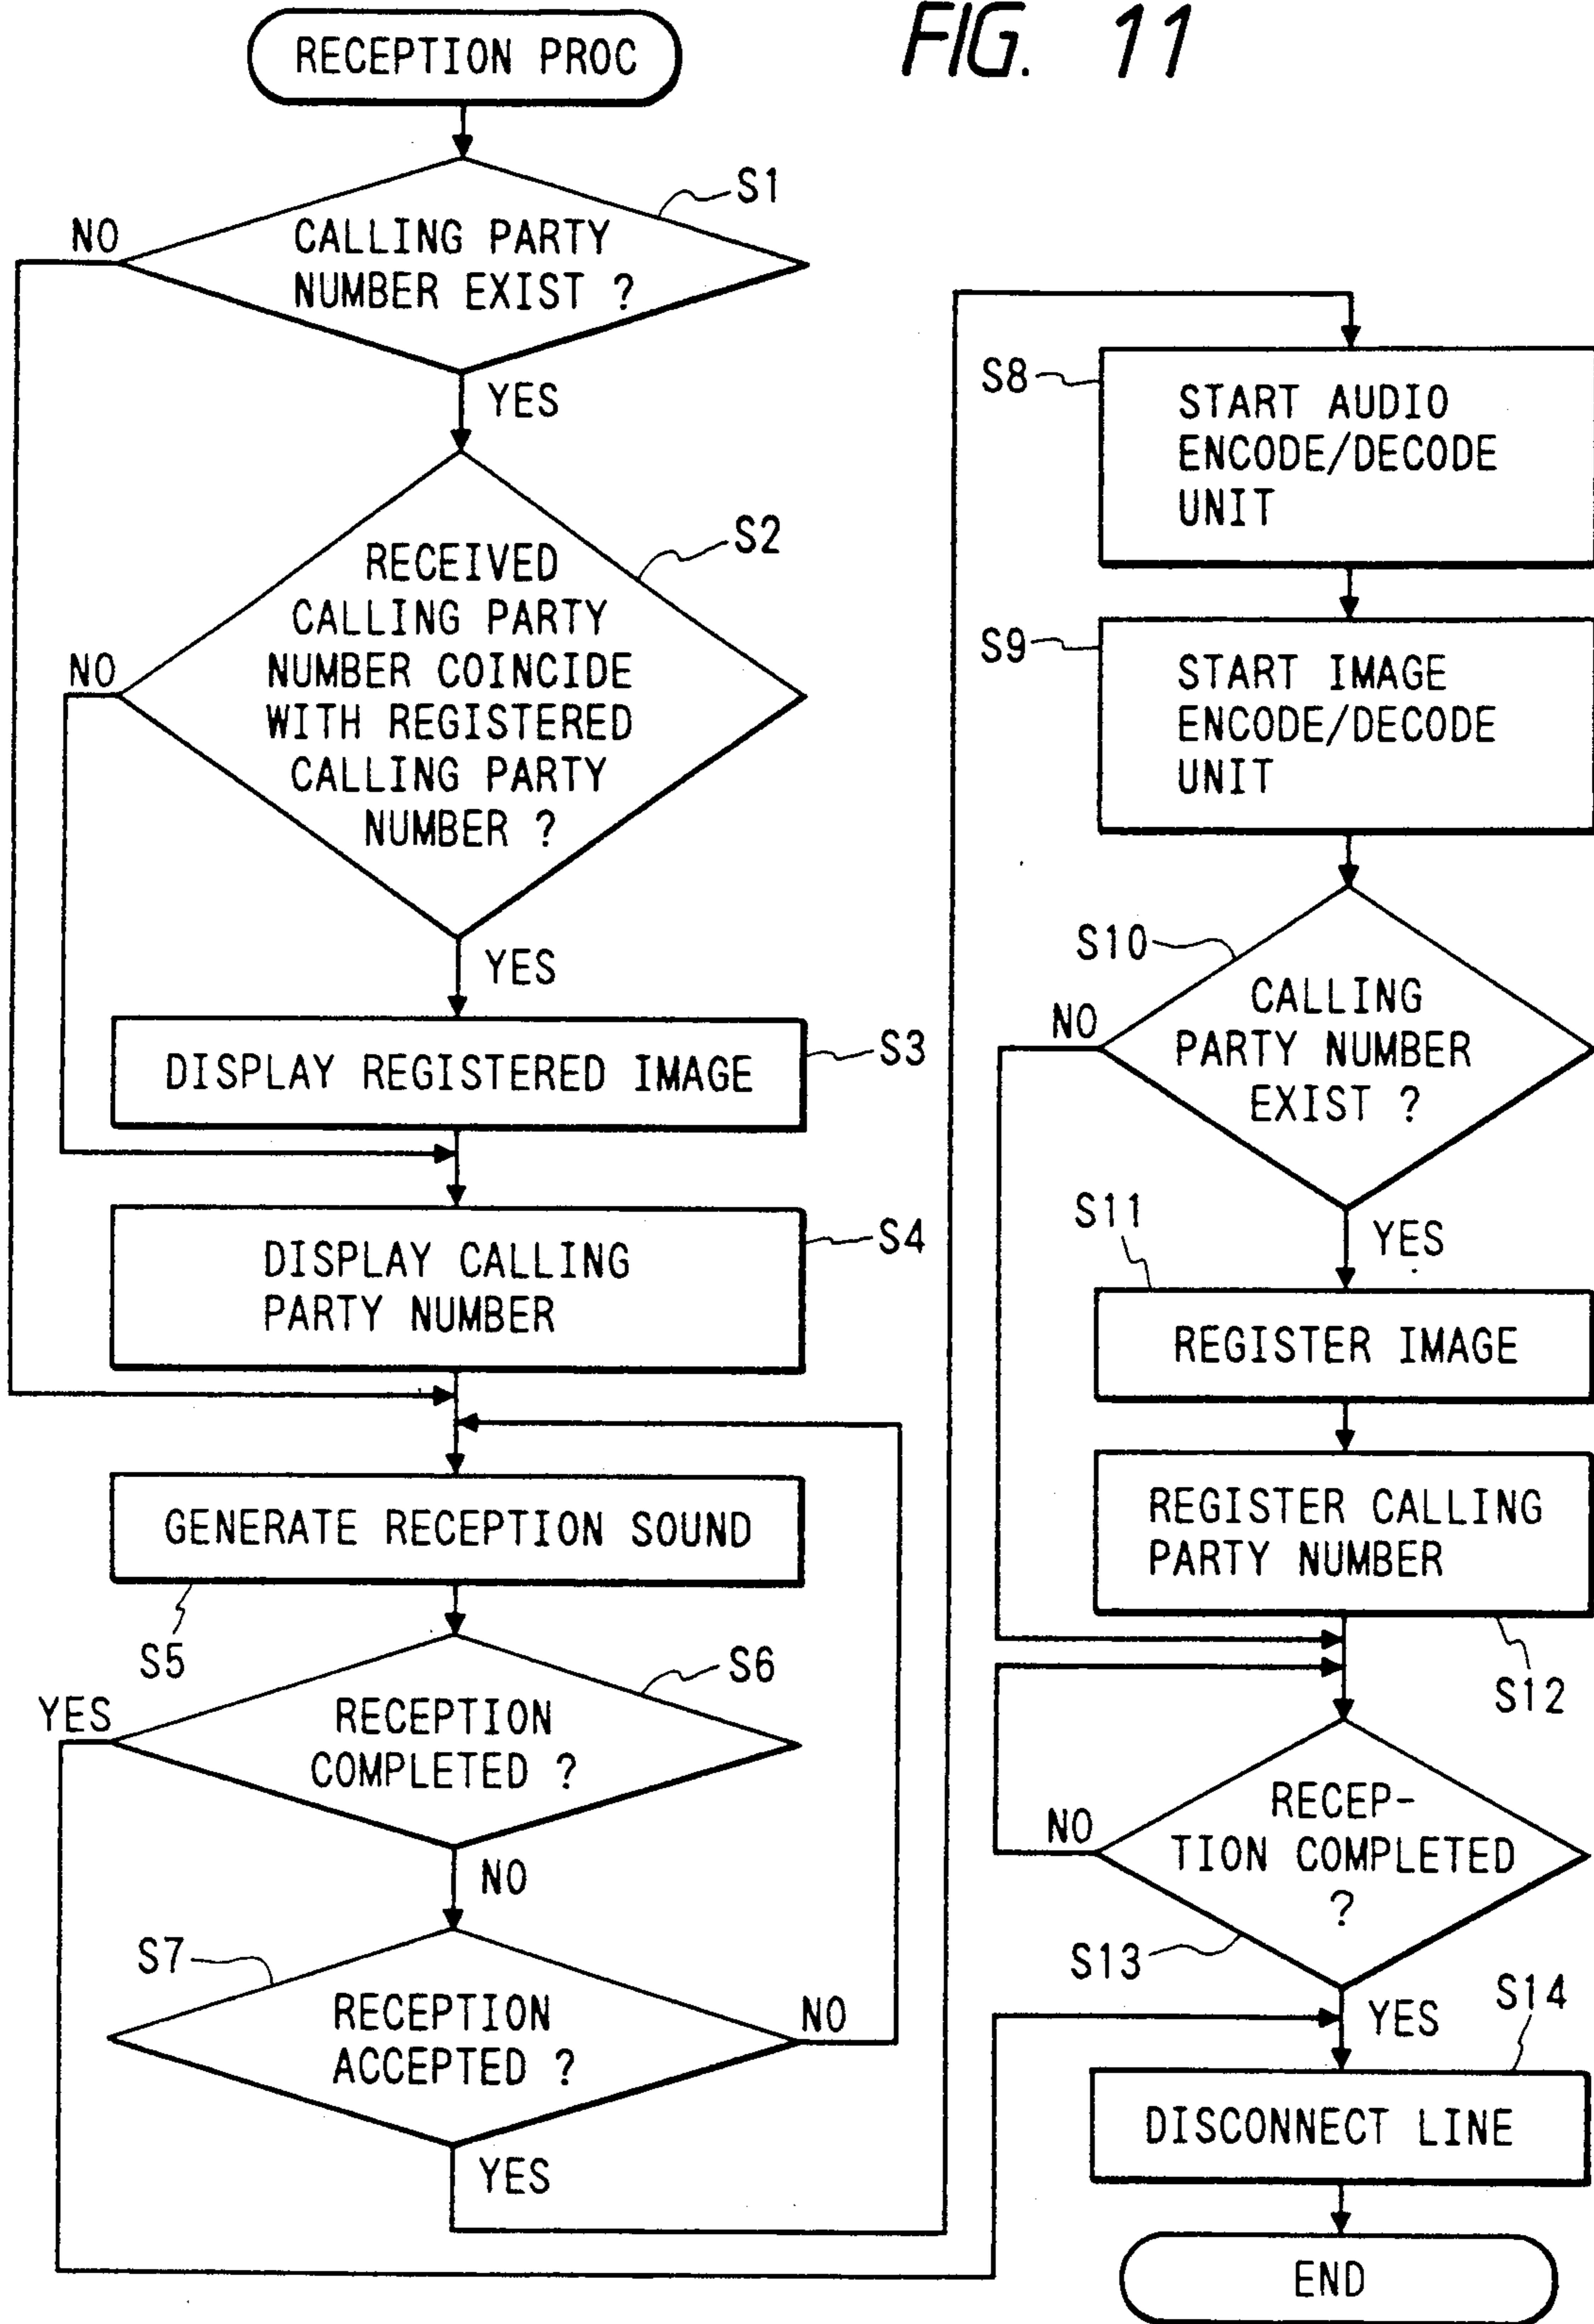 FIG. 11
RECEPTION PROC
S1
CALLING PARTY
NUMBER EXIST ?
NO
YES
S2
RECEIVED
CALLING PARTY
NUMBER COINCIDE
WITH REGISTERED
CALLING PARTY
NUMBER ?
NO
YES
DISPLAY REGISTERED IMAGE
S3
DISPLAY CALLING
PARTY NUMBER
S4
GENERATE RECEPTION SOUND
S5
S6
RECEPTION
COMPLETED ?
YES
NO
S7
RECEPTION
ACCEPTED ?
NO
YES
S8
START AUDIO
ENCODE/DECODE
UNIT
S9
START IMAGE
ENCODE/DECODE
UNIT
S10
CALLING
PARTY NUMBER
EXIST ?
NO
YES
S11
REGISTER IMAGE
REGISTER CALLING
PARTY NUMBER
S12
RECEP-
TION COMPLETED
?
NO
S13
YES
S14
DISCONNECT LINE
END